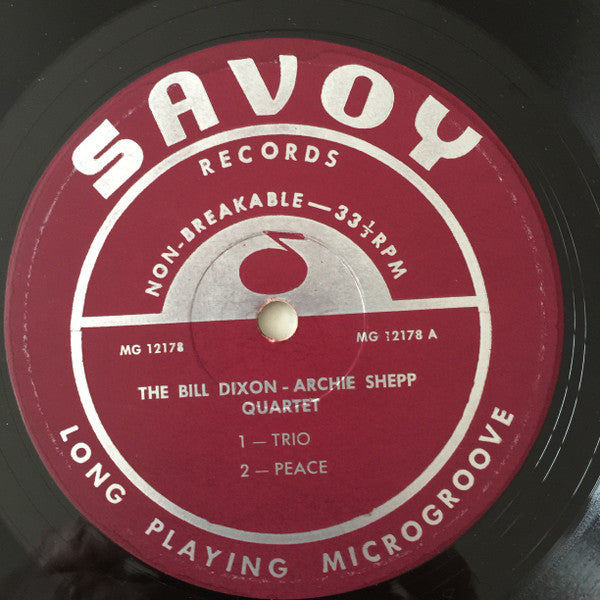 SAVOY
RECORDS
NON-BREAKABLE — 33⅓ RPM
MG 12178
MG 12178 A
THE BILL DIXON - ARCHIE SHEPP
QUARTET
1 — TRIO
2 — PEACE
LONG PLAYING MICROGROOVE